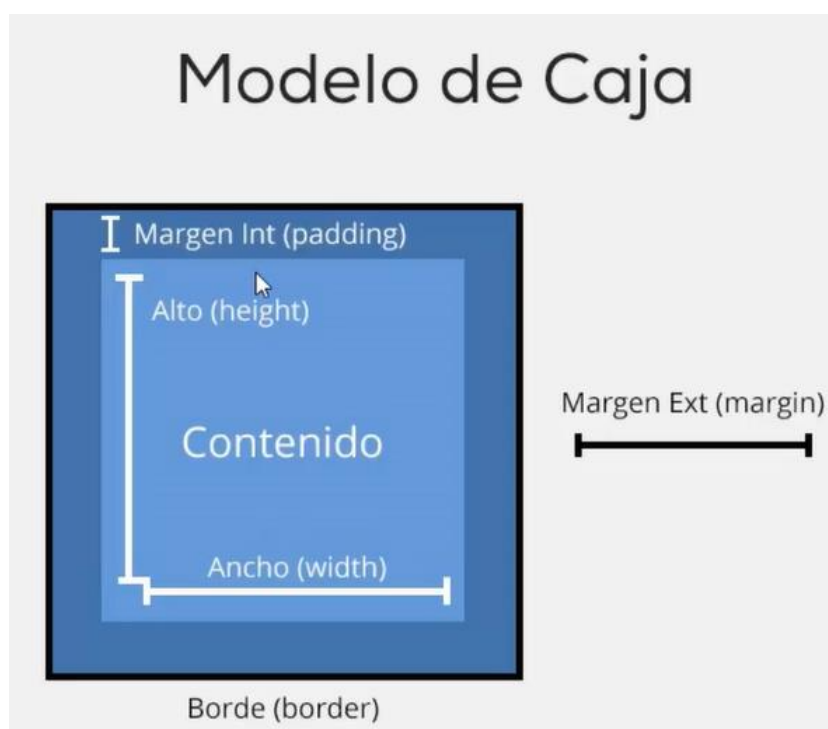 Modelo de Caja
Margen Int (padding)
Alto (height)
Margen Ext (margin)
Contenido
Ancho (width)
Borde (border)